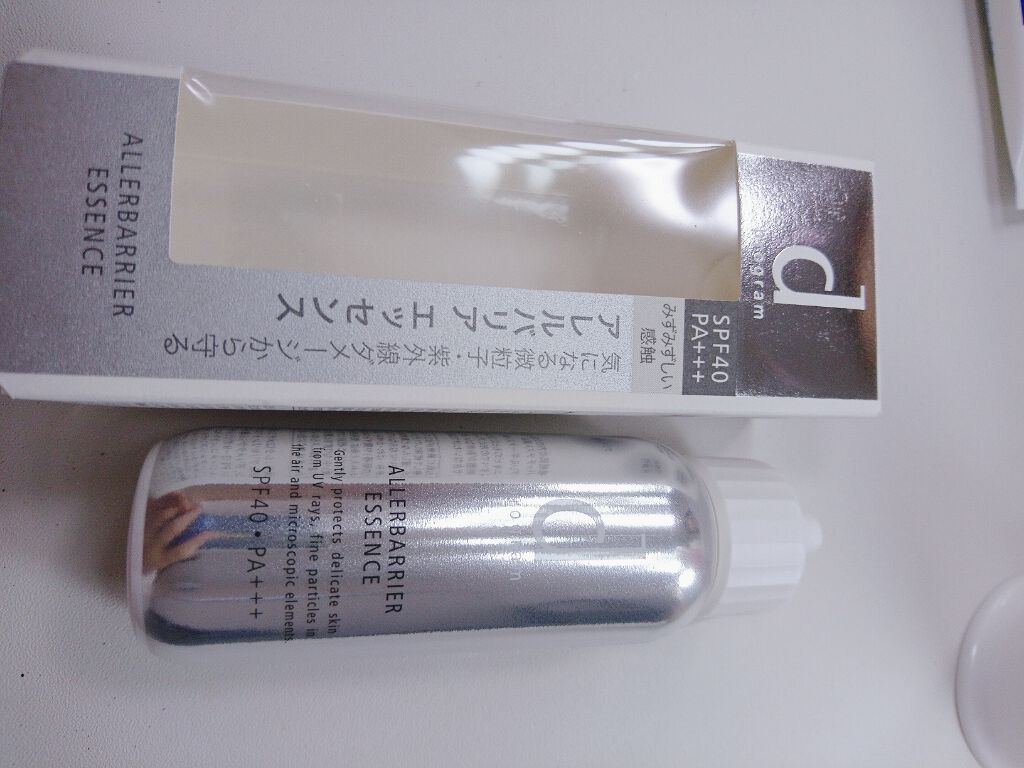 d
program
SPF40
PA+++
みずみずしい
感触
アレルバリア エッセンス
気になる微粒子・紫外線ダメージから守る
ALLERBARRIER
ESSENCE
d
ALLERBARRIER
ESSENCE
Gently protects delicate skin
from UV rays, fine particles in
the air and microscopic elements.
SPF40・PA+++